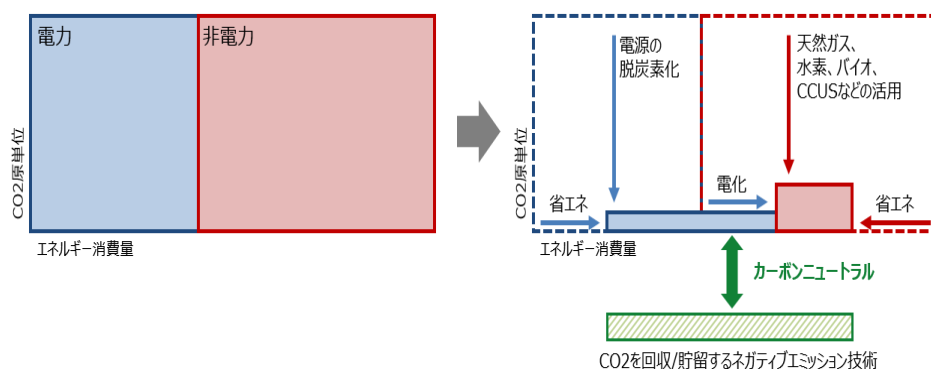 電力
非電力
CO2原単位
エネルギー消費量
電源の
脱炭素化
天然ガス、
水素、バイオ、
CCUSなどの活用
CO2原単位
省エネ
電化
省エネ
エネルギー消費量
カーボンニュートラル
CO2を回収/貯留するネガティブエミッション技術